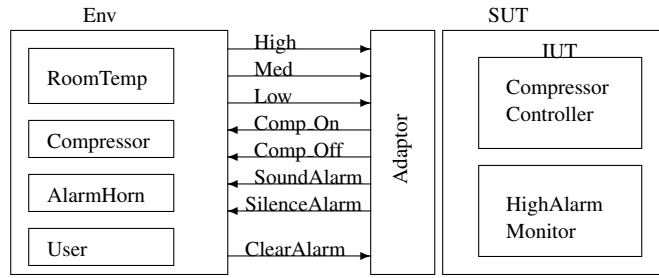 Env
SUT
RoomTemp
Compressor
AlarmHorn
User
High
Med
Low
Comp_On
Comp_Off
SoundAlarm
SilenceAlarm
ClearAlarm
Adaptor
IUT
Compressor
Controller
HighAlarm
Monitor